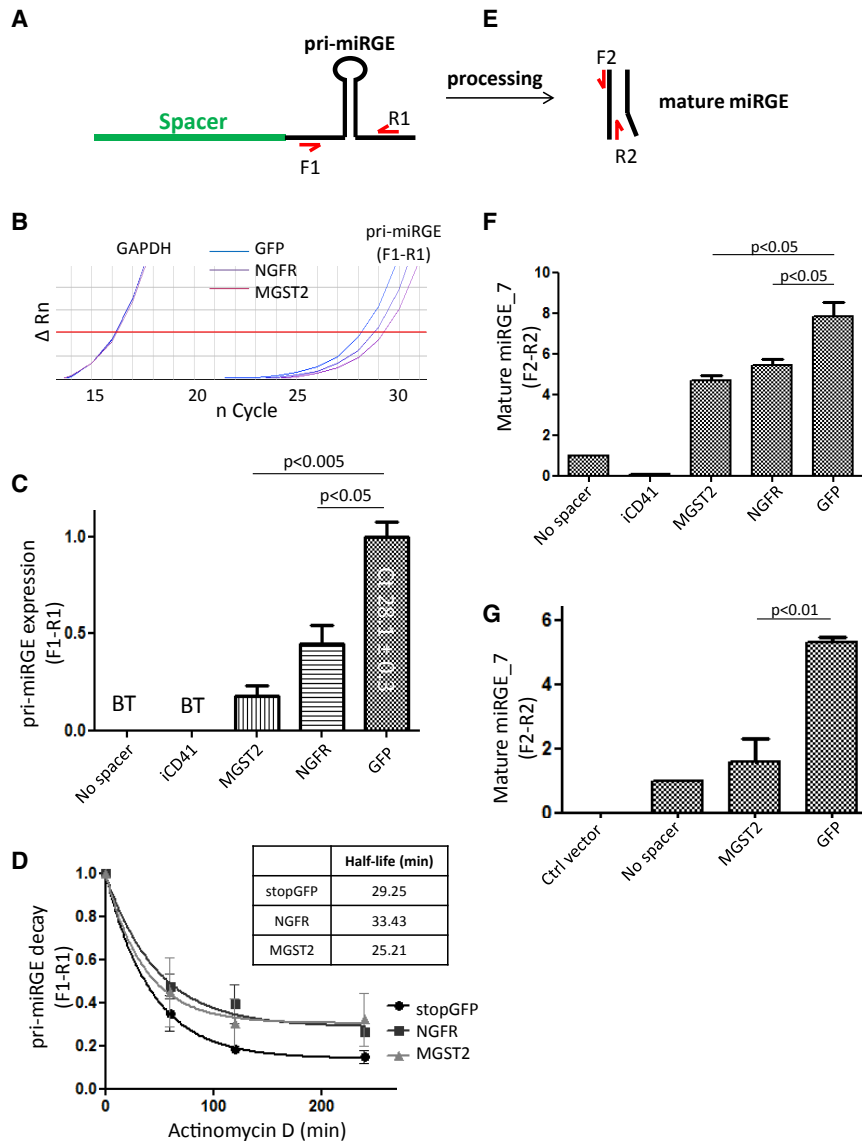 A
pri-miRGE
Spacer
F1
R1
processing
E
F2
R2
mature miRGE
B
GAPDH
GFP
NGFR
MGST2
pri-miRGE
(F1-R1)
Δ Rn
15
20
25
30
n Cycle
C
p<0.005
p<0.05
pri-miRGE expression
(F1-R1)
1.0
0.5
0.0
BT
BT
Ct 28.1 ± 0.3
No spacer
iCD41
MGST2
NGFR
GFP
D
Half-life (min)
stopGFP 29.25
NGFR 33.43
MGST2 25.21
pri-miRGE decay
(F1-R1)
1.0
0.8
0.6
0.4
0.2
0.0
stopGFP
NGFR
MGST2
0
100
200
Actinomycin D (min)
F
p<0.05
p<0.05
Mature miRGE_7
(F2-R2)
10
8
6
4
2
0
No spacer
iCD41
MGST2
NGFR
GFP
G
p<0.01
Mature miRGE_7
(F2-R2)
6
4
2
0
Ctrl vector
No spacer
MGST2
GFP